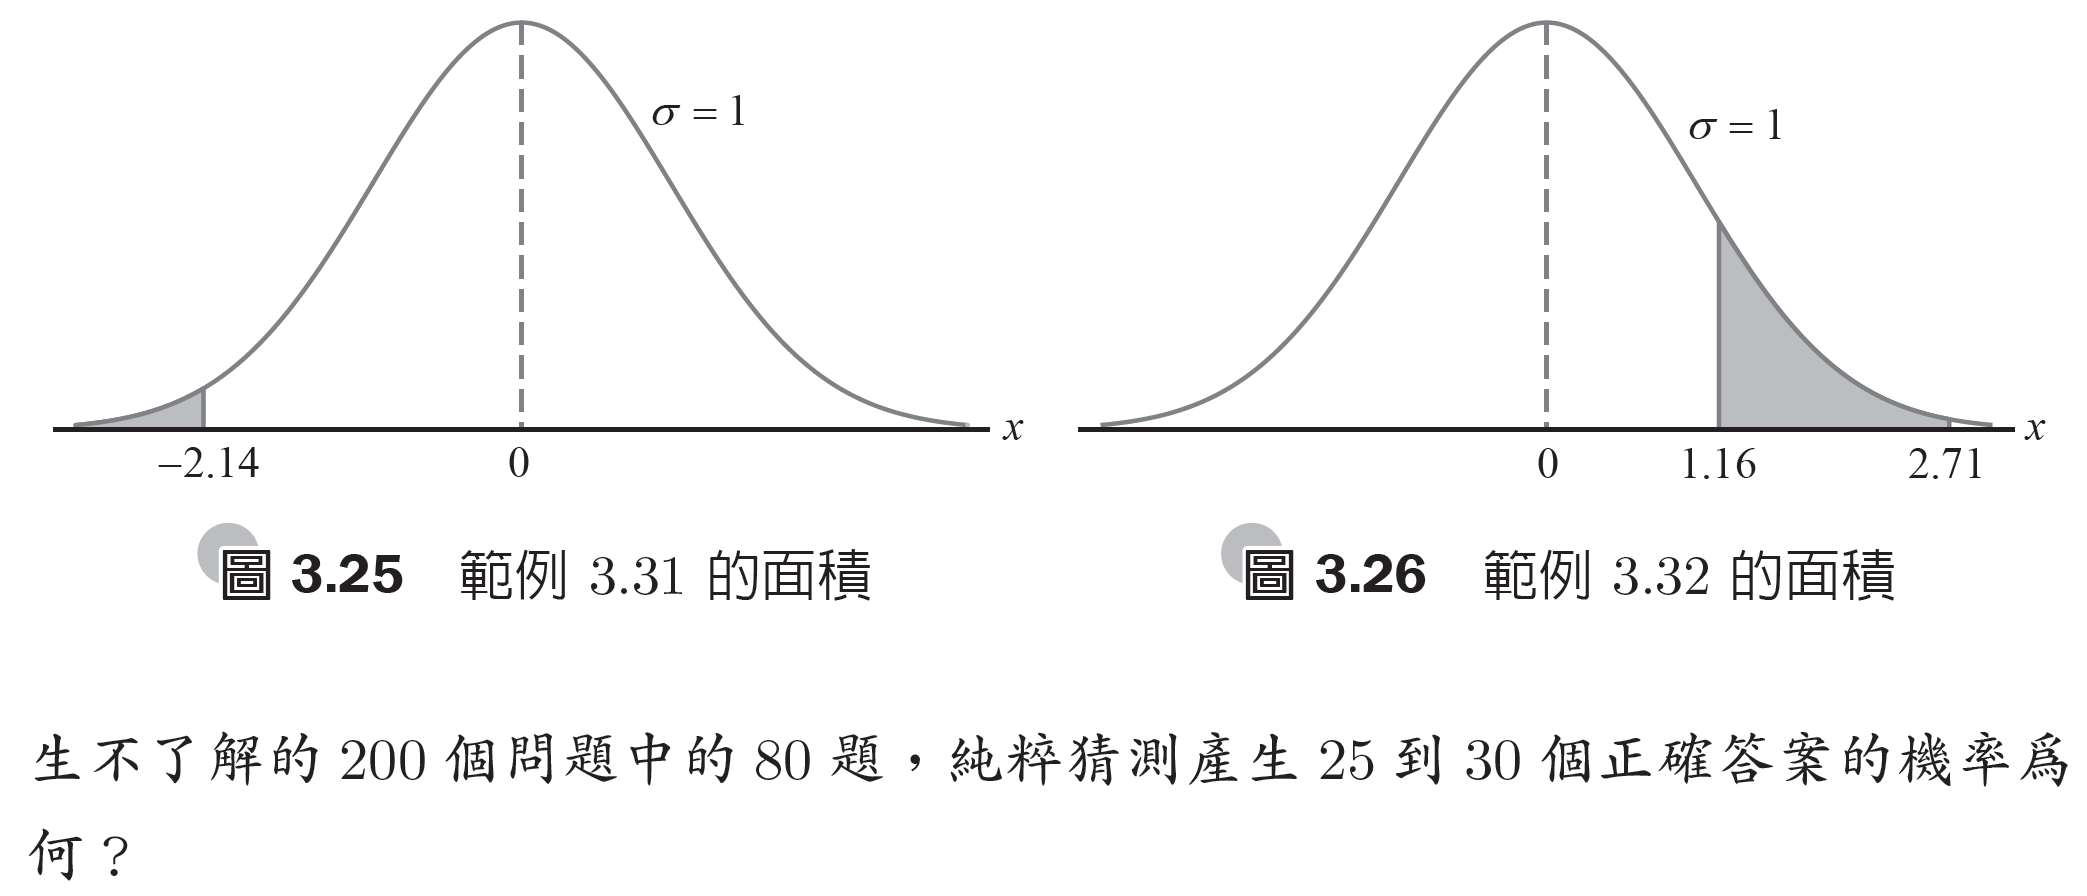 σ = 1
–2.14
0
x
圖 3.25 範例 3.31 的面積
σ = 1
0
1.16
2.71
x
圖 3.26 範例 3.32 的面積
生不了解的 200 個問題中的 80 題，純粹猜測產生 25 到 30 個正確答案的機率爲
何？